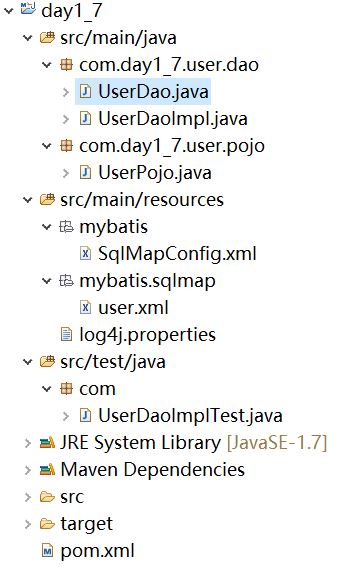 day1_7
src/main/java
com.day1_7.user.dao
UserDao.java
UserDaoImpl.java
com.day1_7.user.pojo
UserPojo.java
src/main/resources
mybatis
SqlMapConfig.xml
mybatis.sqlmap
user.xml
log4j.properties
src/test/java
com
UserDaoImplTest.java
JRE System Library [JavaSE-1.7]
Maven Dependencies
src
target
pom.xml